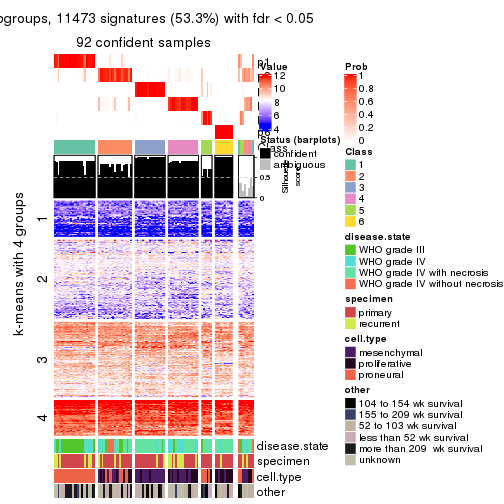 ogroups, 11473 signatures (53.3%) with fdr < 0.05
92 confident samples
p1
Value
12
10
8
6
4
Prob
1
0.8
0.6
0.4
0.2
0
Status (barplots)
confident
ambiguous
1
0.5
0
Silhouette
score
Class
1
2
3
4
5
6
disease.state
WHO grade III
WHO grade IV
WHO grade IV with necrosis
WHO grade IV without necrosis
specimen
primary
recurrent
cell.type
mesenchymal
proliferative
proneural
other
104 to 154 wk survival
155 to 209 wk survival
52 to 103 wk survival
less than 52 wk survival
more than 209 wk survival
unknown
k-means with 4 groups
1
2
3
4
disease.state
specimen
cell.type
other